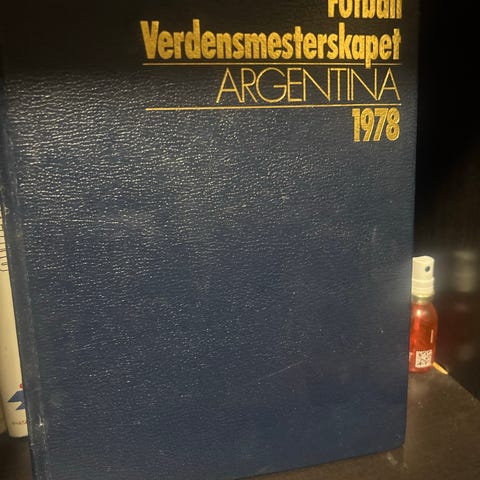 Fotball
Verdensmesterskapet
ARGENTINA
1978